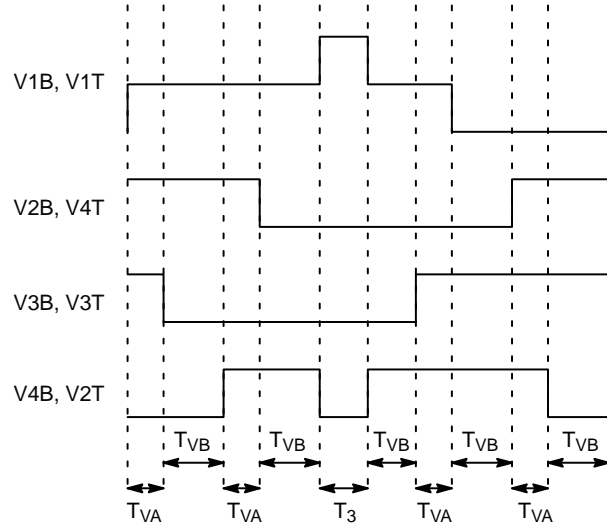 V1B, V1T
V2B, V4T
V3B, V3T
V4B, V2T
TVB TVB TVB TVB TVB
TVA TVA T3 TVA TVA